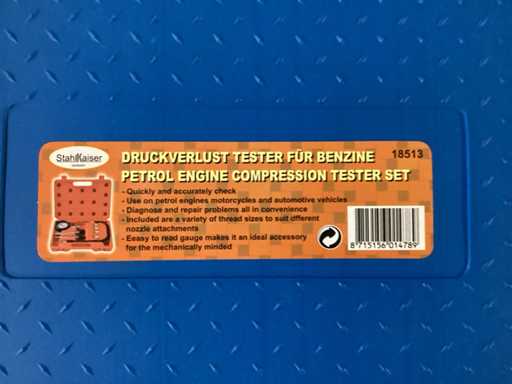 StahlKaiser
DRUCKVERLUST TESTER FÜR BENZINE
18513
PETROL ENGINE COMPRESSION TESTER SET
- Quickly and accurately check
- Use on petrol engines motorcycles and automotive vehicles
- Diagnose and repair problems all in convenience
- Included are a variety of thread sizes to suit different
nozzle attachments
- Eeasy to read gauge makes it an ideal accessory
for the mechanically minded
8 715156 014789